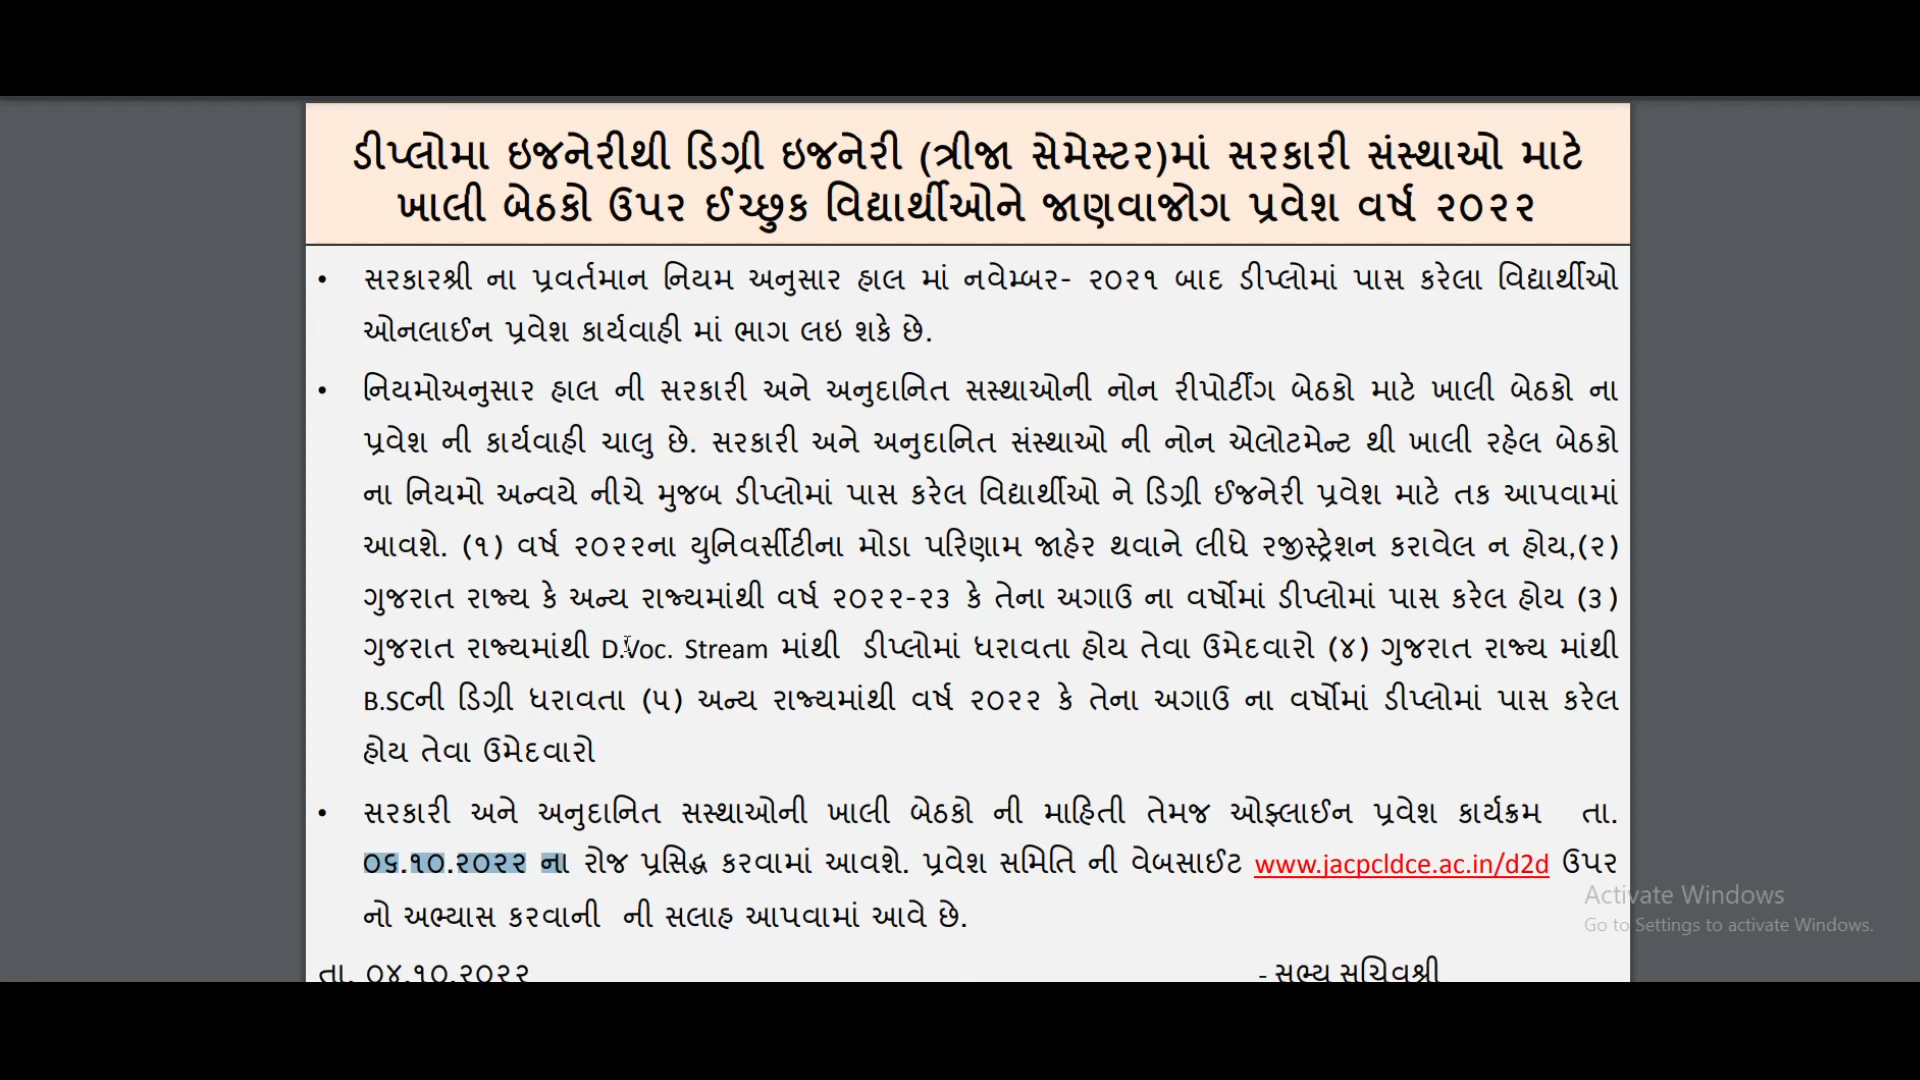 ડીપ્લોમા ઇજનેરીથી ડિગ્રી ઇજનેરી (ત્રીજા સેમેસ્ટર)માં સરકારી સંસ્થાઓ માટે
ખાલી બેઠકો ઉપર ઈચ્છુક વિદ્યાર્થીઓને જાણવાજોગ પ્રવેશ વર્ષ ૨૦૨૨
• સરકારશ્રી ના પ્રવર્તમાન નિયમ અનુસાર હાલ માં નવેમ્બર- ૨૦૨૧ બાદ ડીપ્લોમાં પાસ કરેલા વિદ્યાર્થીઓ
ઓનલાઈન પ્રવેશ કાર્યવાહી માં ભાગ લઇ શકે છે.
• નિયમોઅનુસાર હાલ ની સરકારી અને અનુદાનિત સસ્થાઓની નોન રીપોર્ટીંગ બેઠકો માટે ખાલી બેઠકો ના
પ્રવેશ ની કાર્યવાહી ચાલુ છે. સરકારી અને અનુદાનિત સંસ્થાઓ ની નોન એલોટમેન્ટ થી ખાલી રહેલ બેઠકો
ના નિયમો અન્વયે નીચે મુજબ ડીપ્લોમાં પાસ કરેલ વિદ્યાર્થીઓ ને ડિગ્રી ઈજનેરી પ્રવેશ માટે તક આપવામાં
આવશે. (૧) વર્ષ ૨૦૨૨ના યુનિવર્સીટીના મોડા પરિણામ જાહેર થવાને લીધે રજીસ્ટ્રેશન કરાવેલ ન હોય,(૨)
ગુજરાત રાજ્ય કે અન્ય રાજ્યમાંથી વર્ષ ૨૦૨૨-૨૩ કે તેના અગાઉ ના વર્ષોમાં ડીપ્લોમાં પાસ કરેલ હોય (૩)
ગુજરાત રાજ્યમાંથી D.Voc. Stream માંથી ડીપ્લોમાં ધરાવતા હોય તેવા ઉમેદવારો (૪) ગુજરાત રાજ્ય માંથી
B.SCની ડિગ્રી ધરાવતા (૫) અન્ય રાજ્યમાંથી વર્ષ ૨૦૨૨ કે તેના અગાઉ ના વર્ષોમાં ડીપ્લોમાં પાસ કરેલ
હોય તેવા ઉમેદવારો
• સરકારી અને અનુદાનિત સસ્થાઓની ખાલી બેઠકો ની માહિતી તેમજ ઓફ્લાઈન પ્રવેશ કાર્યક્રમ તા.
૦૬.૧૦.૨૦૨૨ ના રોજ પ્રસિદ્ધ કરવામાં આવશે. પ્રવેશ સમિતિ ની વેબસાઈટ www.jacpcldce.ac.in/d2d ઉપર
નો અભ્યાસ કરવાની ની સલાહ આપવામાં આવે છે.
તા. ૦૪.૧૦.૨૦૨૨ - સભ્ય સચિવશ્રી
Activate Windows
Go to Settings to activate Windows.